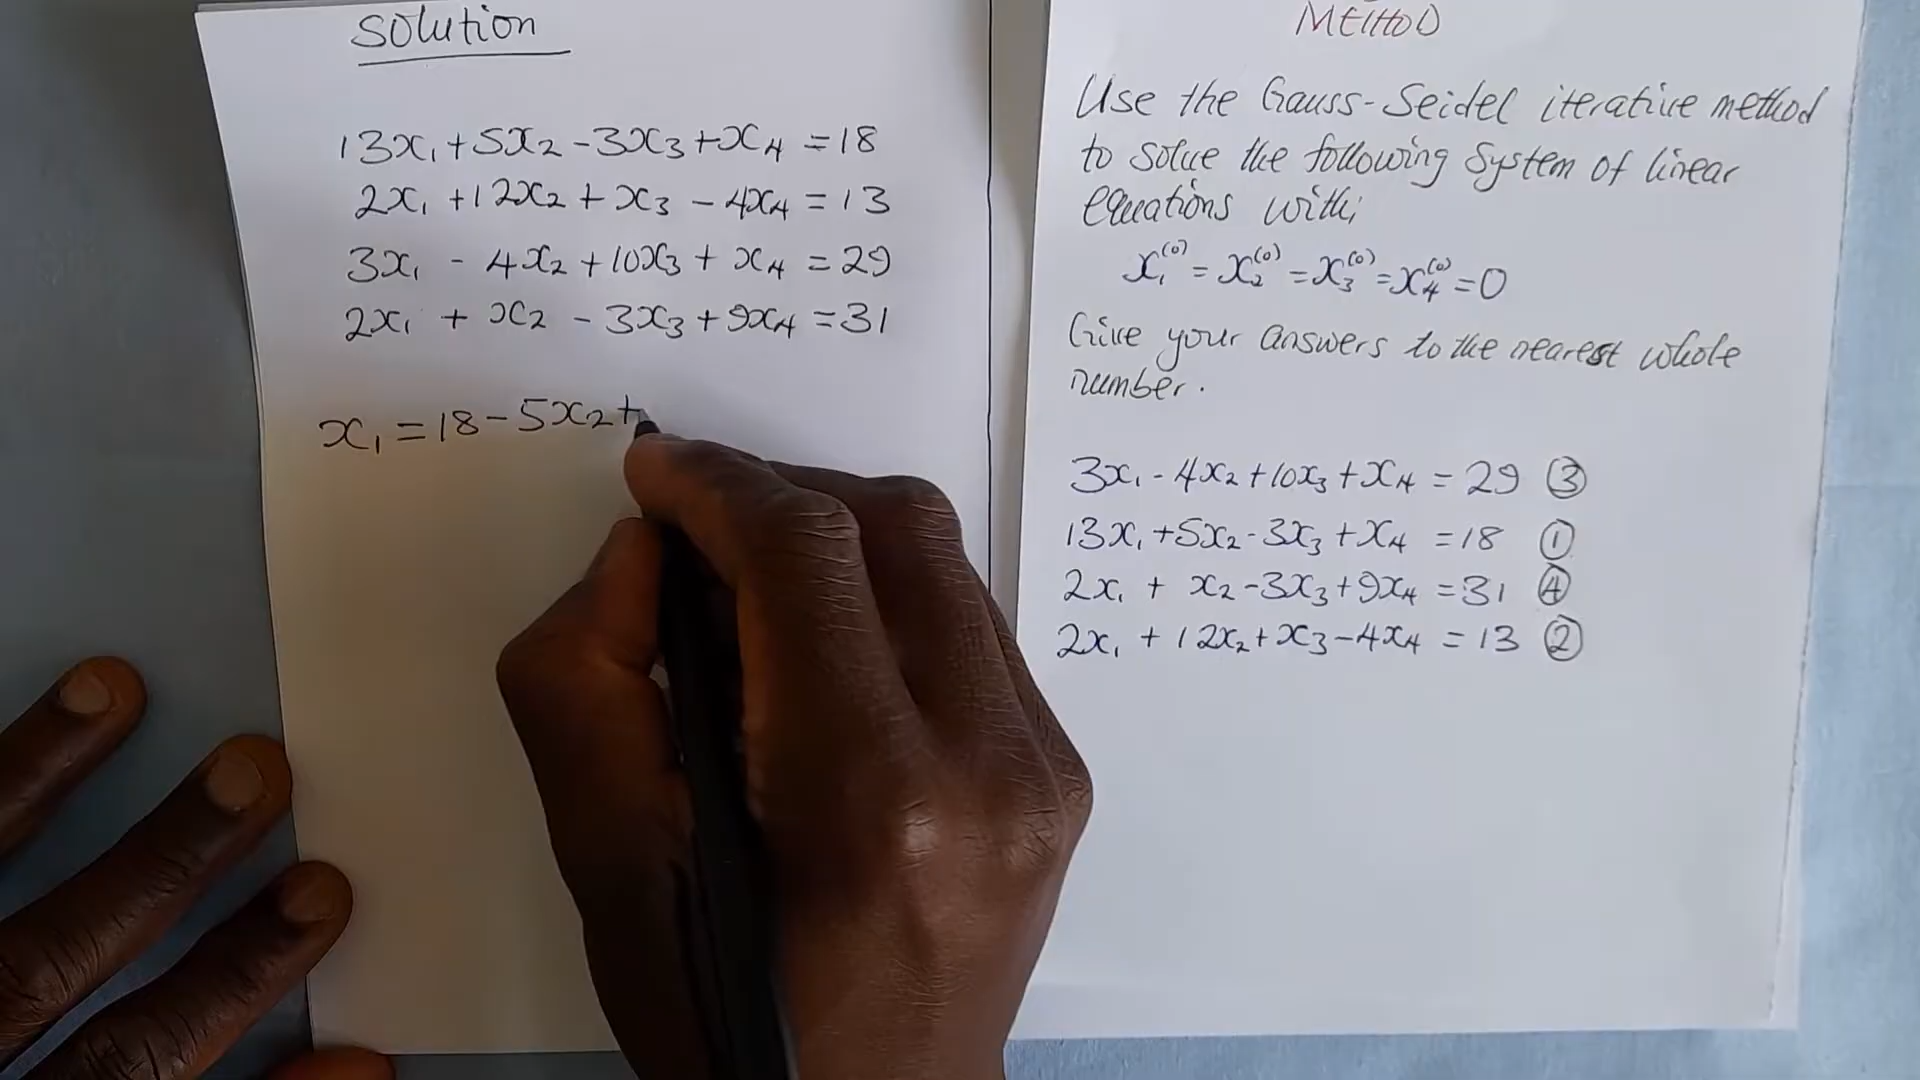 Solution
13x₁+5x₂-3x₃+x₄=18
2x₁+12x₂+x₃-4x₄=13
3x₁-4x₂+10x₃+x₄=29
2x₁+x₂-3x₃+9x₄=31
x₁=18-5x₂+
METHOD
Use the Gauss-Seidel iterative method
to solve the following system of linear
equations with;
x₁⁽⁰⁾=x₂⁽⁰⁾=x₃⁽⁰⁾=x₄⁽⁰⁾=0
Give your answers to the nearest whole
number.
3x₁-4x₂+10x₃+x₄=29 ③
13x₁+5x₂-3x₃+x₄=18 ①
2x₁+x₂-3x₃+9x₄=31 ④
2x₁+12x₂+x₃-4x₄=13 ②